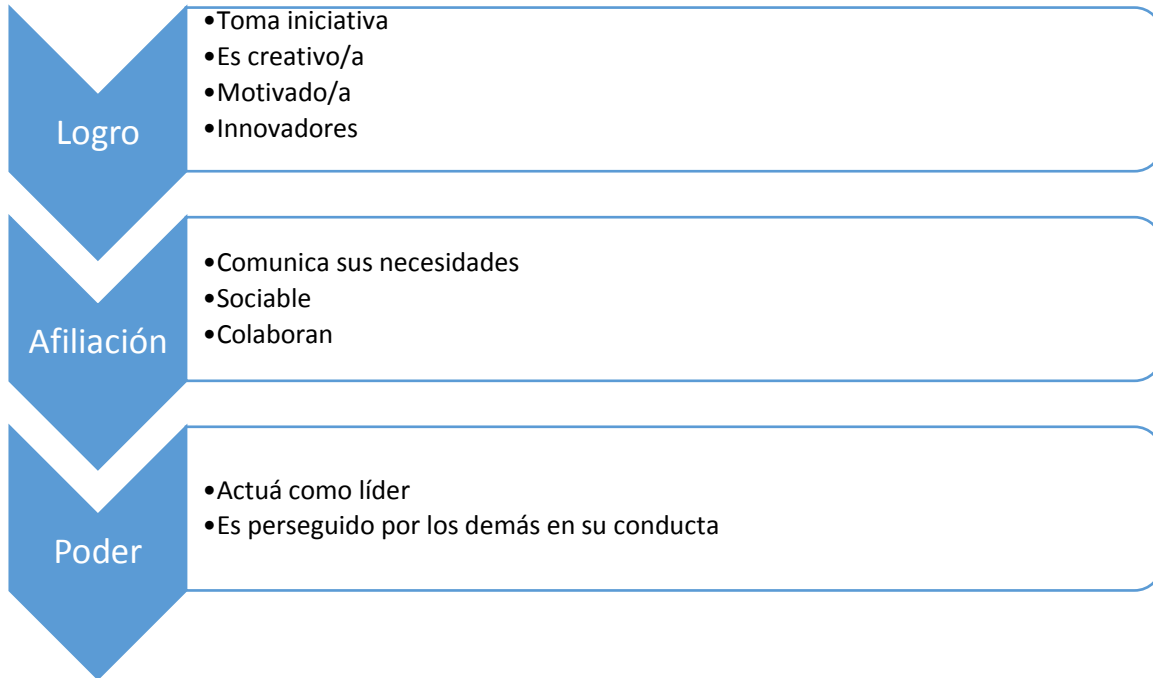 Logro
•Toma iniciativa
•Es creativo/a
•Motivado/a
•Innovadores
Afiliación
•Comunica sus necesidades
•Sociable
•Colaboran
Poder
•Actuá como líder
•Es perseguido por los demás en su conducta